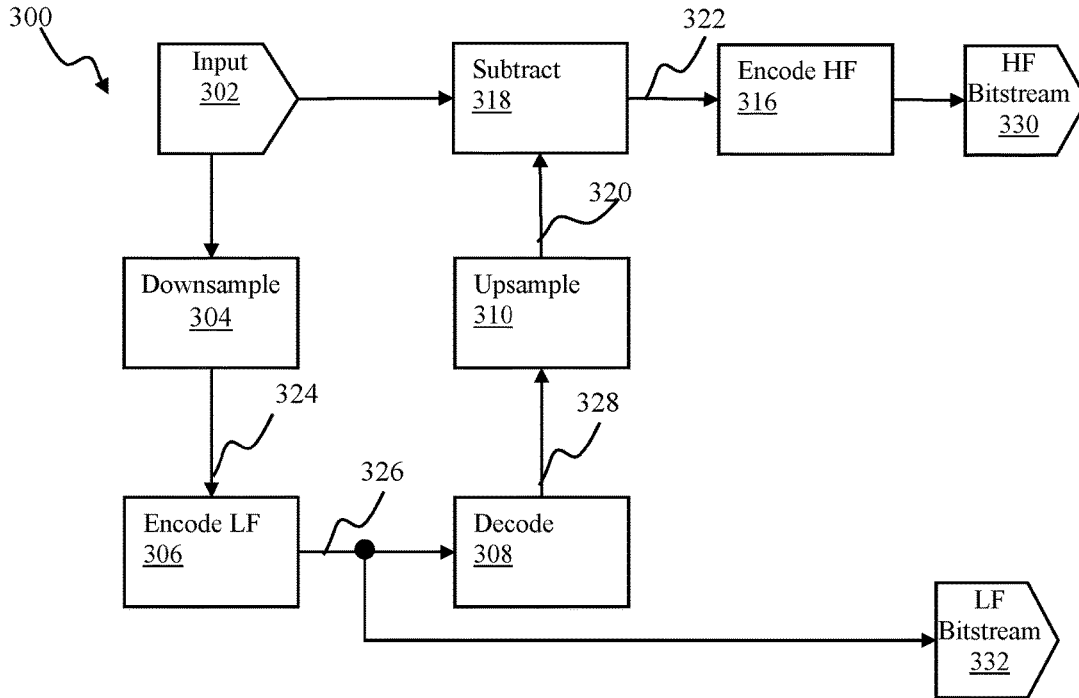 300
Input
302
Subtract
318
322
Encode HF
316
HF
Bitstream
330
320
Downsample
304
Upsample
310
324
328
326
Encode LF
306
Decode
308
LF
Bitstream
332